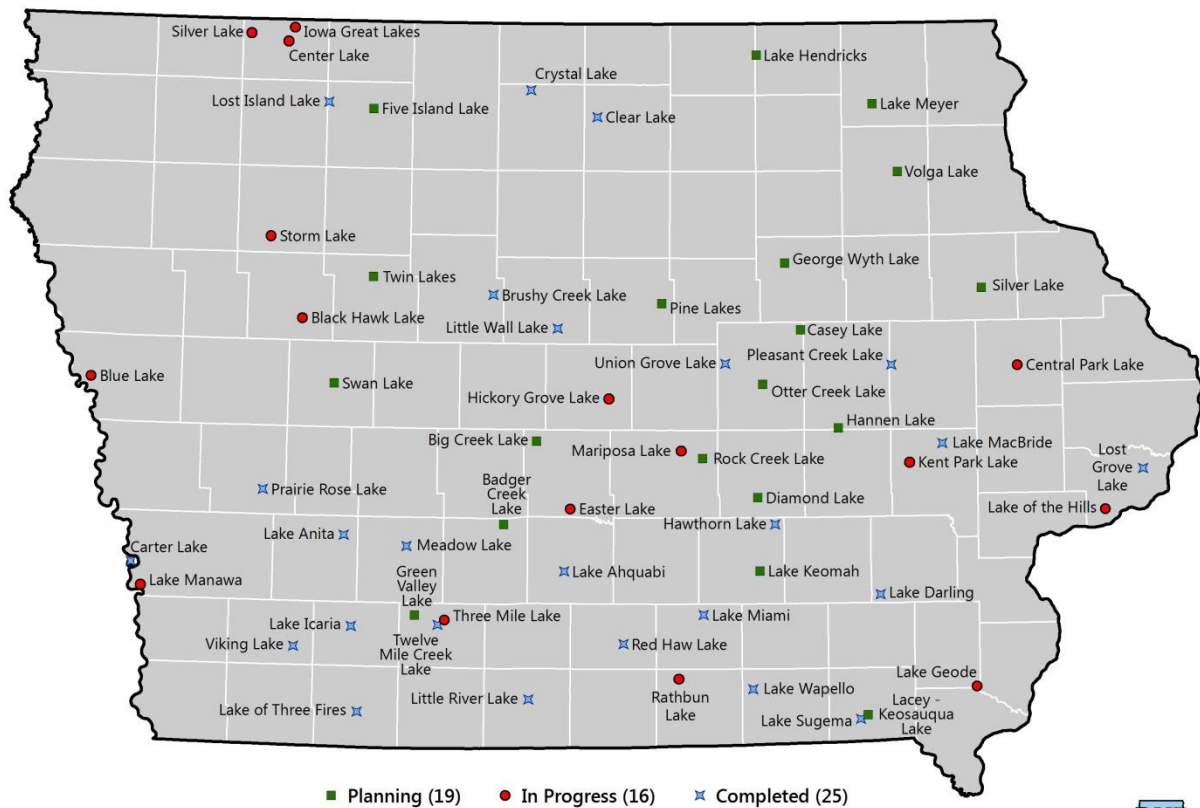 Silver Lake
Iowa Great Lakes
Center Lake
Lake Hendricks
Crystal Lake
Lost Island Lake
Five Island Lake
Clear Lake
Lake Meyer
Volga Lake
Storm Lake
Twin Lakes
George Wyth Lake
Silver Lake
Brushy Creek Lake
Pine Lakes
Black Hawk Lake
Little Wall Lake
Casey Lake
Union Grove Lake
Pleasant Creek Lake
Central Park Lake
Blue Lake
Swan Lake
Otter Creek Lake
Hickory Grove Lake
Hannen Lake
Big Creek Lake
Mariposa Lake
Rock Creek Lake
Lake MacBride
Kent Park Lake
Lost
Grove
Lake
Prairie Rose Lake
Badger
Creek
Lake
Diamond Lake
Easter Lake
Lake of the Hills
Hawthorn Lake
Lake Anita
Meadow Lake
Carter Lake
Lake Manawa
Lake Ahquabi
Lake Keomah
Lake Darling
Green
Valley
Lake
Three Mile Lake
Lake Miami
Lake Icaria
Viking Lake
Twelve
Mile Creek
Lake
Red Haw Lake
Lake Geode
Rathbun
Lake
Lake Wapello
Little River Lake
Lake of Three Fires
Lake Sugema
Lacey -
Keosauqua
Lake
Planning (19)
In Progress (16)
Completed (25)